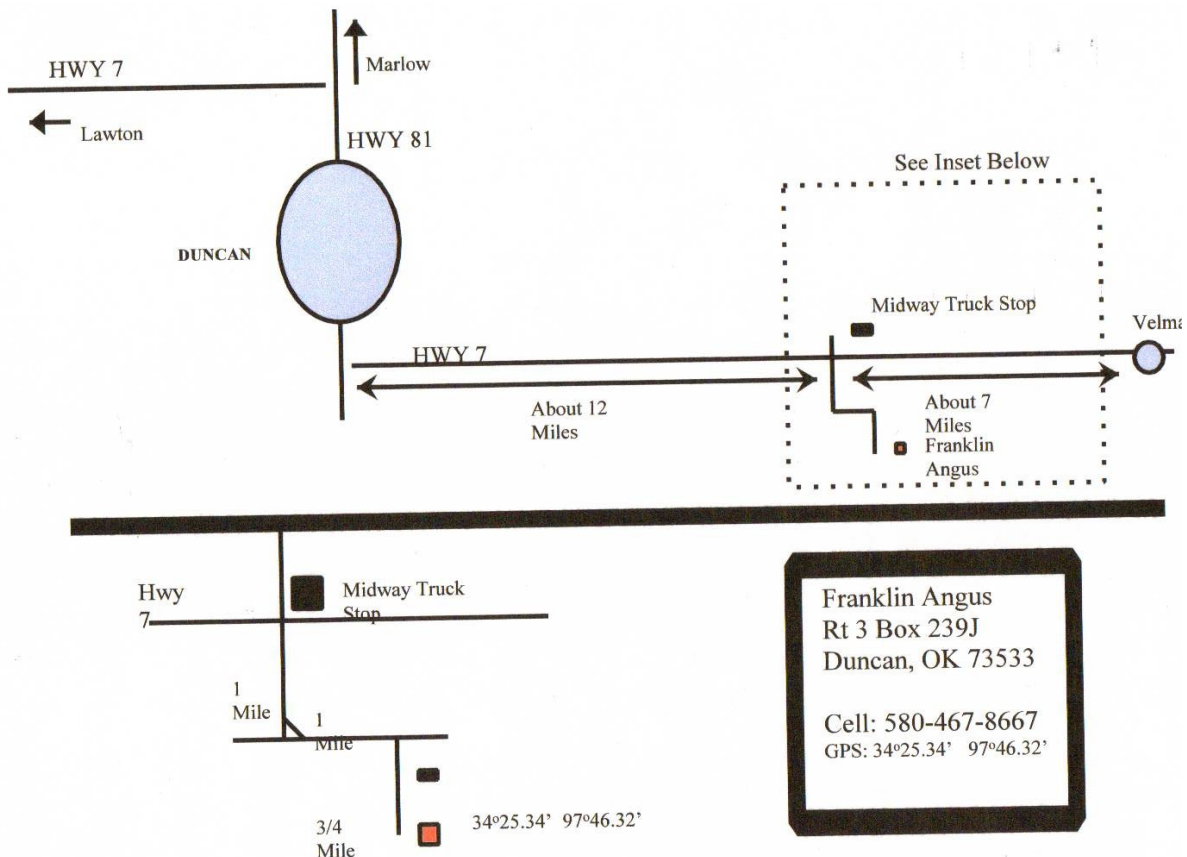 HWY 7
Marlow
Lawton
HWY 81
See Inset Below
DUNCAN
Midway Truck Stop
Velma
HWY 7
About 12
Miles
About 7
Miles
Franklin
Angus
Hwy
7
Midway Truck
Stop
1
Mile
1
Mile
3/4
Mile
34º25.34’ 97º46.32’
Franklin Angus
Rt 3 Box 239J
Duncan, OK 73533
Cell: 580-467-8667
GPS: 34º25.34’ 97º46.32’